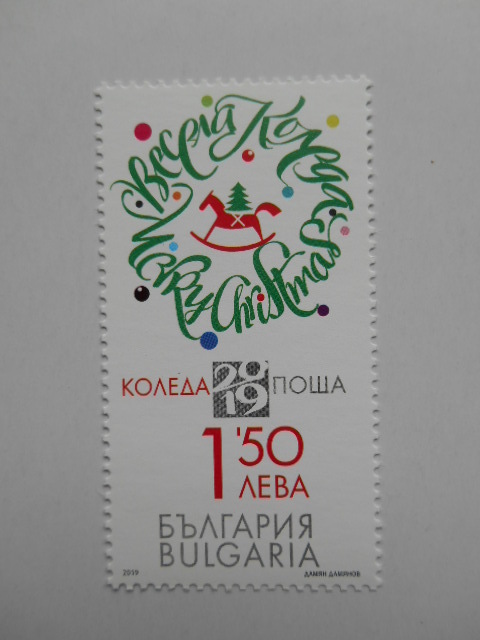 Весела Коледа
Merry Christmas
КОЛЕДА 2019 ПОЩА
1'50
ЛЕВА
БЪЛГАРИЯ
BULGARIA
2019 ДАМЯН ДАМЯНОВ